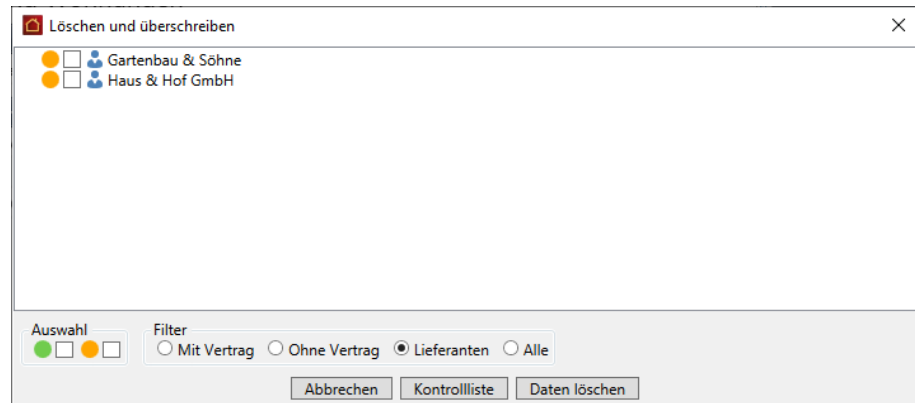 Löschen und überschreiben
Gartenbau & Söhne
Haus & Hof GmbH
Auswahl
Filter
Mit Vertrag Ohne Vertrag Lieferanten Alle
Abbrechen Kontrollliste Daten löschen